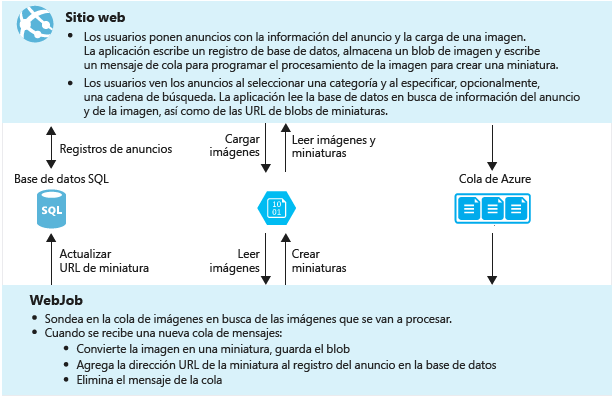 Sitio web
• Los usuarios ponen anuncios con la información del anuncio y la carga de una imagen.
La aplicación escribe un registro de base de datos, almacena un blob de imagen y escribe
un mensaje de cola para programar el procesamiento de la imagen para crear una miniatura.
• Los usuarios ven los anuncios al seleccionar una categoría y al especificar, opcionalmente,
una cadena de búsqueda. La aplicación lee la base de datos en busca de información del anuncio
y de la imagen, así como de las URL de blobs de miniaturas.
Registros de anuncios
Cargar
imágenes
Leer imágenes y
miniaturas
Base de datos SQL
Cola de Azure
SQL
10
01
Actualizar
URL de miniatura
Leer
imágenes
Crear
miniaturas
WebJob
• Sondea en la cola de imágenes en busca de las imágenes que se van a procesar.
• Cuando se recibe una nueva cola de mensajes:
• Convierte la imagen en una miniatura, guarda el blob
• Agrega la dirección URL de la miniatura al registro del anuncio en la base de datos
• Elimina el mensaje de la cola